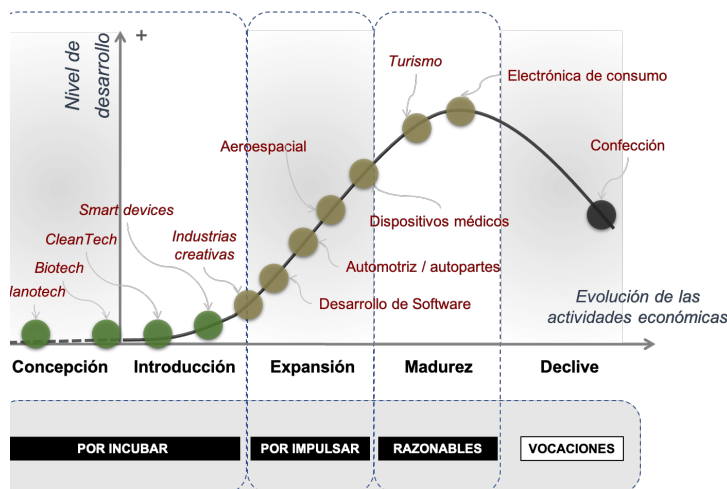 +
Nivel de
desarrollo
Turismo
Electrónica de consumo
Aeroespacial
Confección
Smart devices
Dispositivos médicos
CleanTech
Industrias
creativas
Biotech
Automotriz / autopartes
lanotech
Desarrollo de Software
Evolución de las
actividades económicas
Concepción
Introducción
Expansión
Madurez
Declive
POR INCUBAR
POR IMPULSAR
RAZONABLES
VOCACIONES